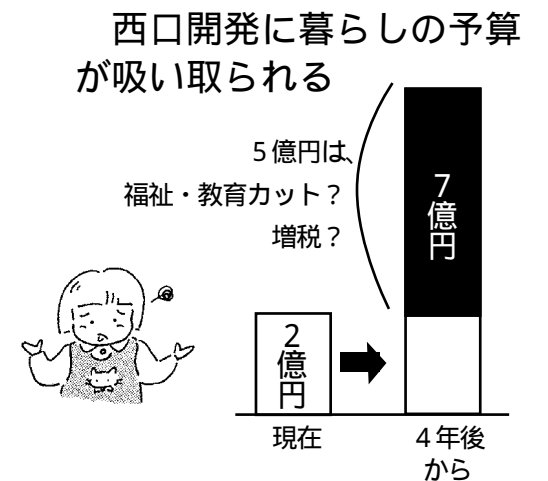 西口開発に暮らしの予算
が吸い取られる
５億円は、
福祉・教育カット？
増税？
7億円
2億円
現在
４年後
から